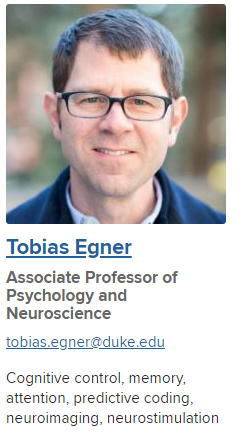 Tobias Egner
Associate Professor of
Psychology and
Neuroscience
tobias.egner@duke.edu
Cognitive control, memory,
attention, predictive coding,
neuroimaging, neurostimulation